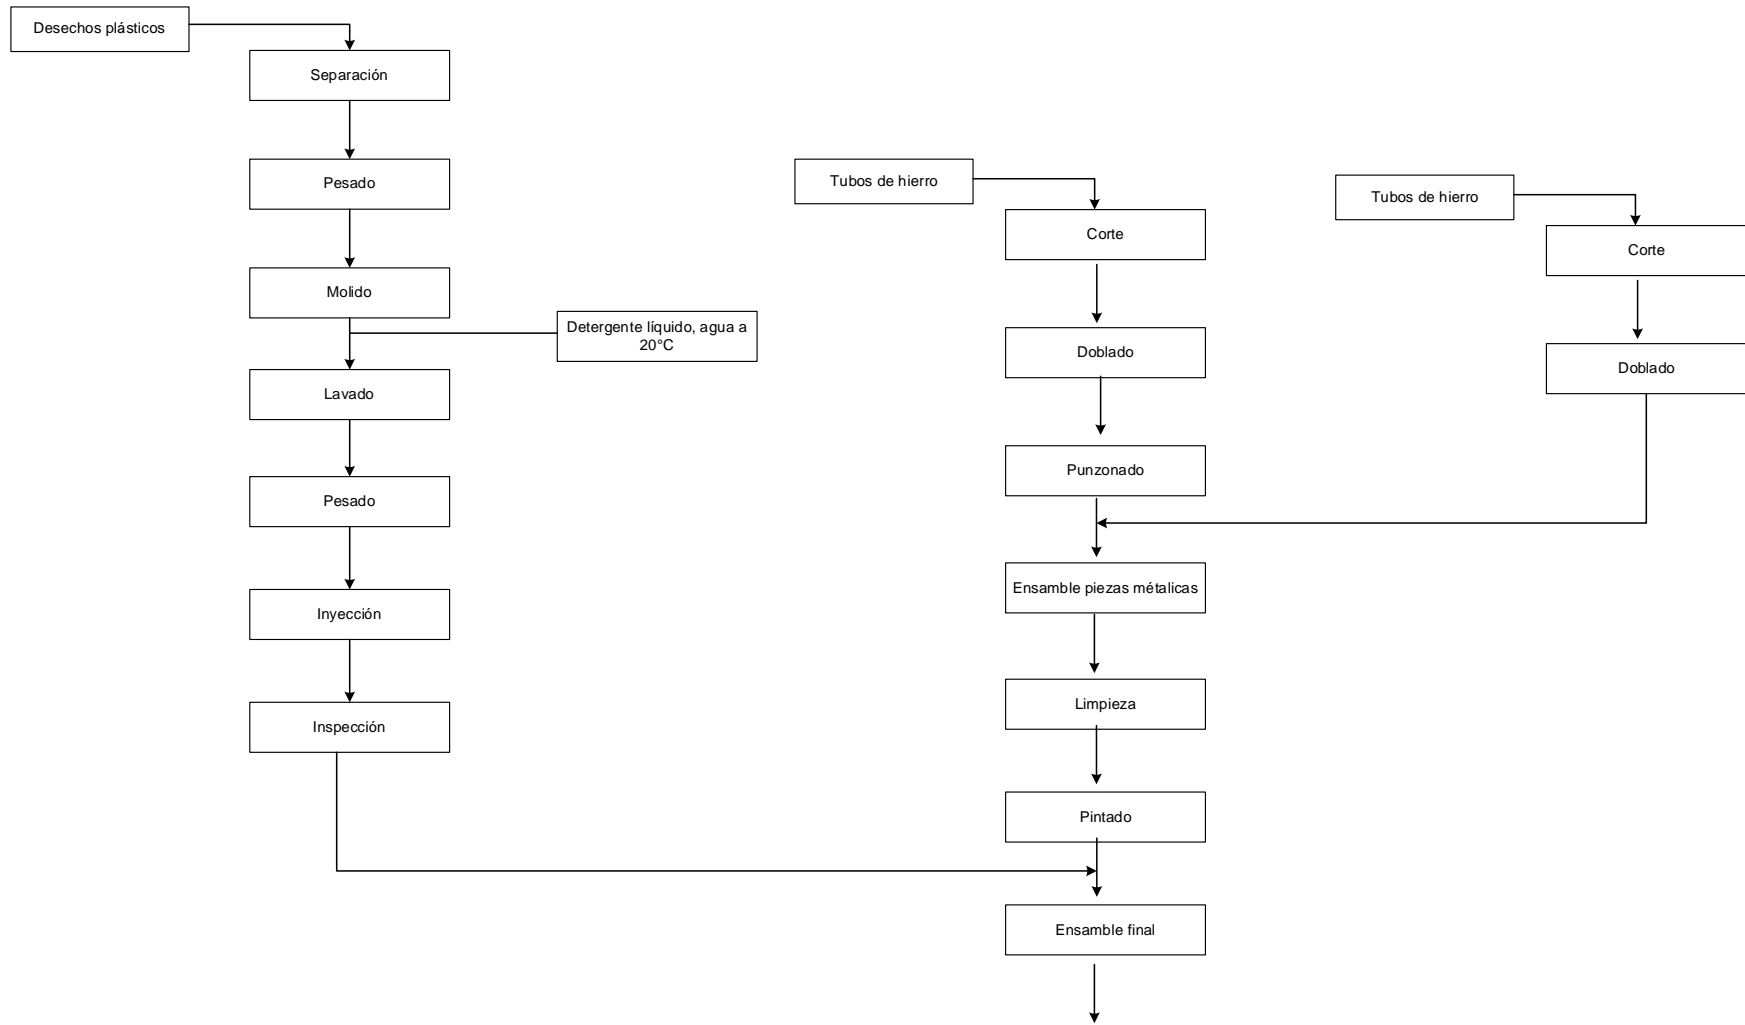 Desechos plásticos
Separación
Pesado
Molido
Detergente líquido, agua a
20°C
Lavado
Pesado
Inyección
Inspección
Tubos de hierro
Corte
Doblado
Punzonado
Tubos de hierro
Corte
Doblado
Ensamble piezas métalicas
Limpieza
Pintado
Ensamble final